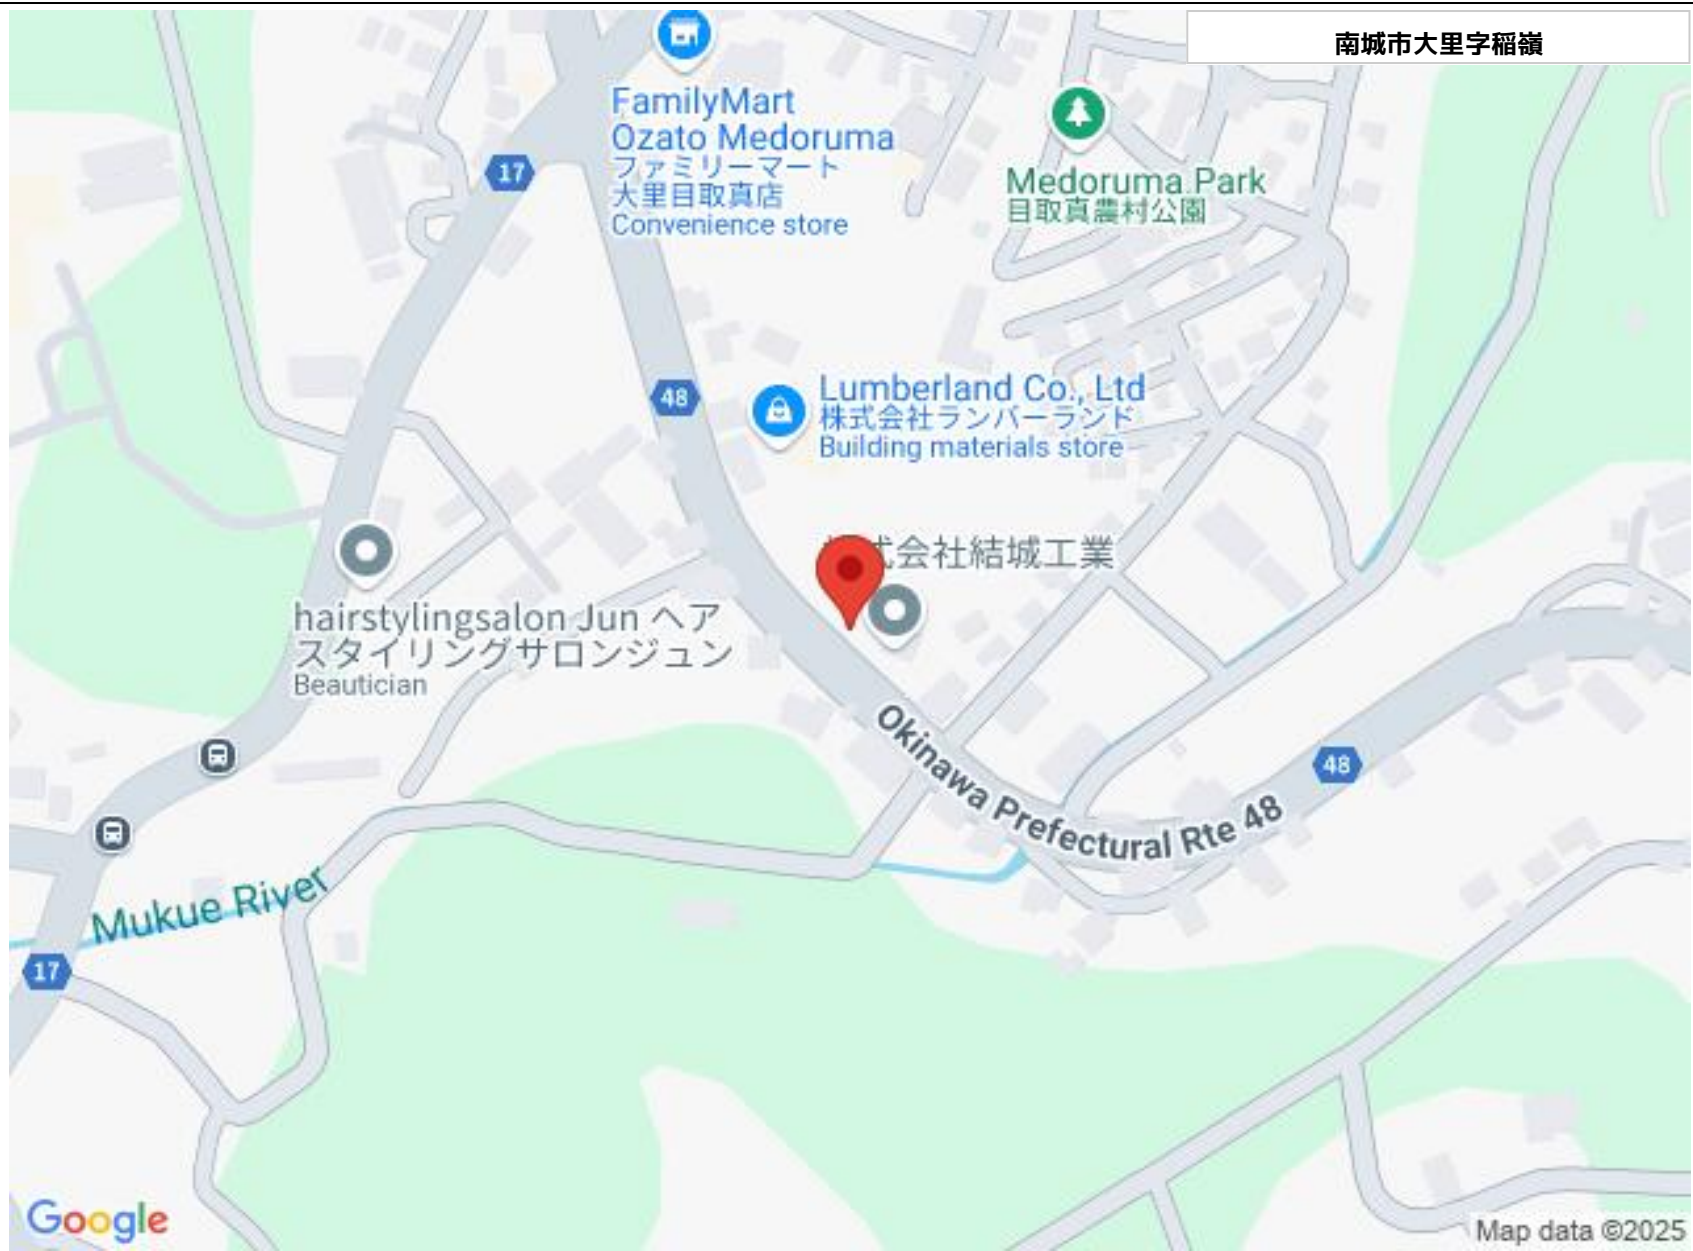 南城市大里字稲嶺
FamilyMart
Ozato Medoruma
ファミリーマート
大里目取真店
Convenience store
17
Medoruma Park
目取真農村公園
48
Lumberland Co., Ltd
株式会社ランバーランド
Building materials store
式会社結城工業
hairstylingsalon Jun ヘア
スタイリングサロンジュン
Beautician
Okinawa Prefectural Rte 48
48
Mukue River
17
Google
Map data ©2025